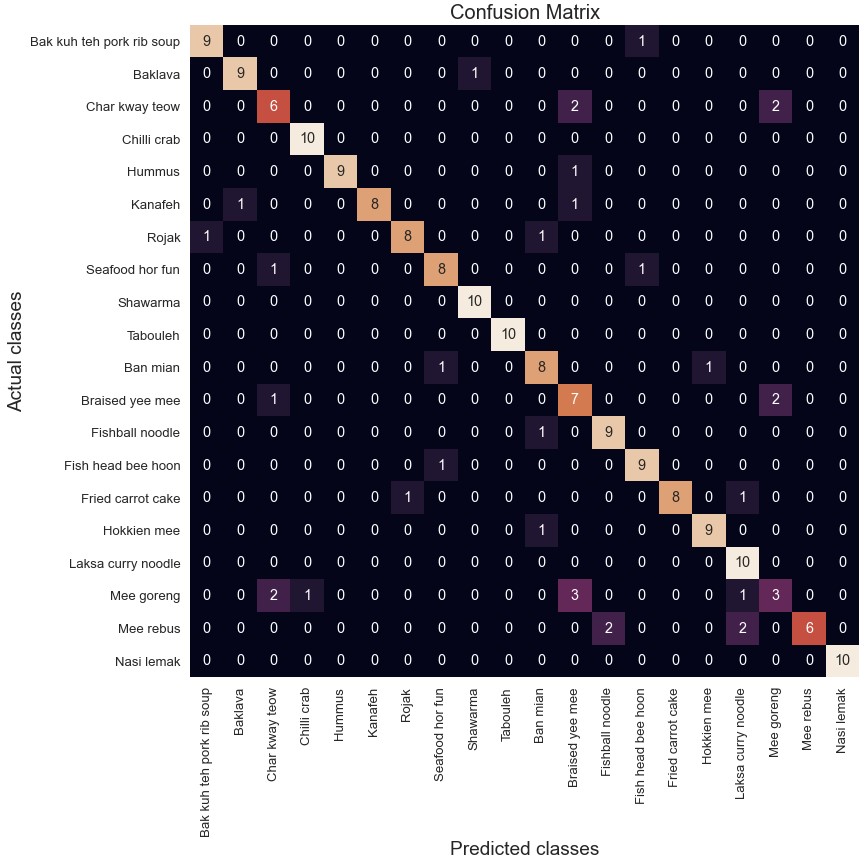 Confusion Matrix
Bak kuh teh pork rib soup 9 0 0 0 0 0 0 0 0 0 0 0 0 1 0 0 0 0 0 0
Baklava 0 9 0 0 0 0 0 0 1 0 0 0 0 0 0 0 0 0 0 0
Char kway teow 0 0 6 0 0 0 0 0 0 0 0 2 0 0 0 0 0 2 0 0
Chilli crab 0 0 0 10 0 0 0 0 0 0 0 0 0 0 0 0 0 0 0 0
Hummus 0 0 0 0 9 0 0 0 0 0 0 1 0 0 0 0 0 0 0 0
Kanafeh 0 1 0 0 0 8 0 0 0 0 0 1 0 0 0 0 0 0 0 0
Rojak 1 0 0 0 0 0 8 0 0 0 1 0 0 0 0 0 0 0 0 0
Seafood hor fun 0 0 1 0 0 0 0 8 0 0 0 0 0 1 0 0 0 0 0 0
Shawarma 0 0 0 0 0 0 0 0 10 0 0 0 0 0 0 0 0 0 0 0
Tabouleh 0 0 0 0 0 0 0 0 0 10 0 0 0 0 0 0 0 0 0 0
Ban mian 0 0 0 0 0 0 0 1 0 0 8 0 0 0 0 1 0 0 0 0
Braised yee mee 0 0 1 0 0 0 0 0 0 0 0 7 0 0 0 0 0 2 0 0
Fishball noodle 0 0 0 0 0 0 0 0 0 0 1 0 9 0 0 0 0 0 0 0
Fish head bee hoon 0 0 0 0 0 0 0 1 0 0 0 0 0 9 0 0 0 0 0 0
Fried carrot cake 0 0 0 0 0 0 1 0 0 0 0 0 0 0 8 0 1 0 0 0
Hokkien mee 0 0 0 0 0 0 0 0 0 0 1 0 0 0 0 9 0 0 0 0
Laksa curry noodle 0 0 0 0 0 0 0 0 0 0 0 0 0 0 0 0 10 0 0 0
Mee goreng 0 0 2 1 0 0 0 0 0 0 0 3 0 0 0 0 1 3 0 0
Mee rebus 0 0 0 0 0 0 0 0 0 0 0 0 2 0 0 0 2 0 6 0
Nasi lemak 0 0 0 0 0 0 0 0 0 0 0 0 0 0 0 0 0 0 0 10
Actual classes
Bak kuh teh pork rib soup
Baklava
Char kway teow
Chilli crab
Hummus
Kanafeh
Rojak
Seafood hor fun
Shawarma
Tabouleh
Ban mian
Braised yee mee
Fishball noodle
Fish head bee hoon
Fried carrot cake
Hokkien mee
Laksa curry noodle
Mee goreng
Mee rebus
Nasi lemak
Predicted classes